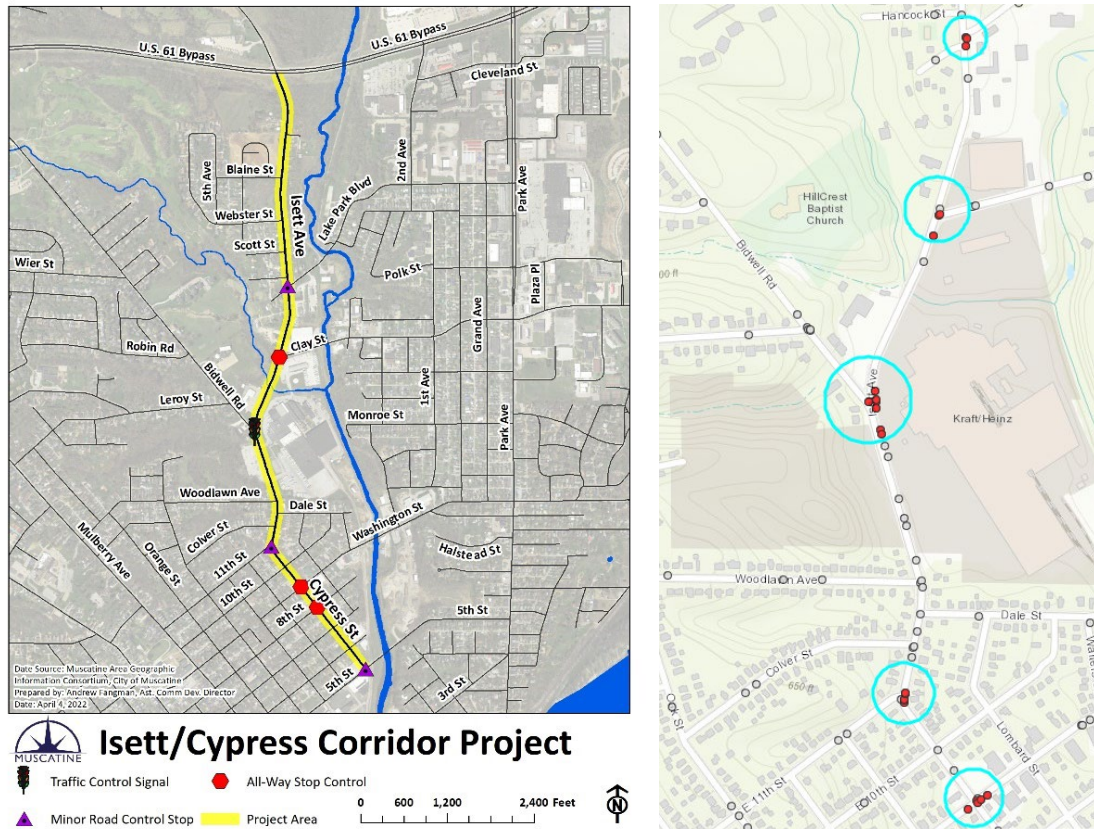 U.S. 61 Bypass
U.S. 61 Bypass
Cleveland St
5th Ave
Blaine St
2nd Ave
Isett Ave
Lake Park Blvd
Park Ave
Webster St
Scott St
Wier St
Polk St
Plaza Pl
Grand Ave
Robin Rd
Clay St
Bidwell Rd
1st Ave
Leroy St
Monroe St
Park Ave
Woodlawn Ave
Dale St
Washington St
Colver St
Mulberry Ave
Orange St
11th St
Halstead St
10th St
Cypress St
8th St
5th St
5th St
3rd St
Date Source: Muscatine Area Geographic
Information Consortium, City of Muscatine
Prepared by: Andrew Fangman, Ast. Comm Dev. Director
Date: April 4, 2022
MUSCATINE
Isett/Cypress Corridor Project
Traffic Control Signal
All-Way Stop Control
Minor Road Control Stop
Project Area
0 600 1,200 2,400 Feet
N
Hancock St
HillCrest
Baptist
Church
Bidwell Rd
Ave
Kraft/Heinz
Woodlawn Ave
Dale St
Colver St
650 ft
Oak St
Lombard St
E 11th St
E 10th St